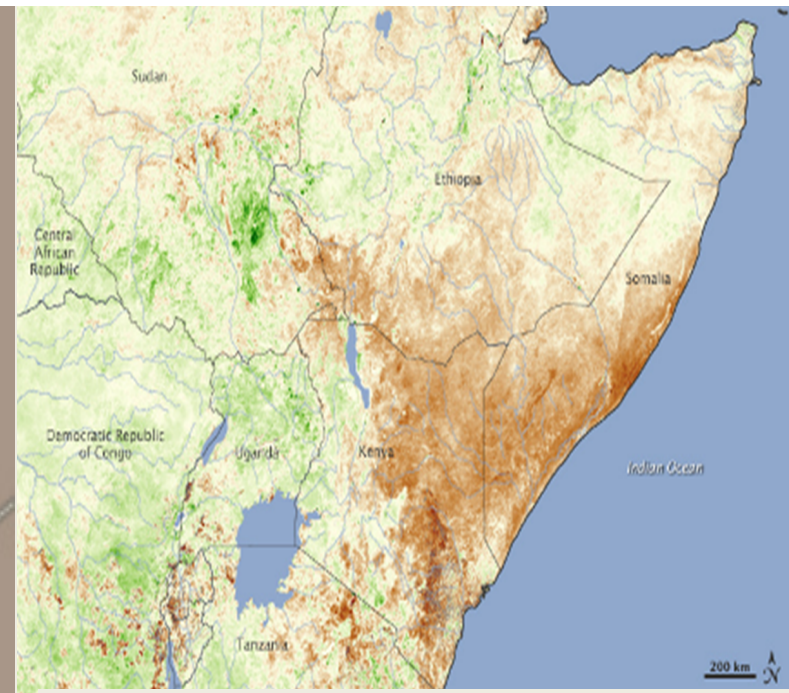 Sudan
Ethiopia
Central
African
Republic
Somalia
Democratic Republic
of Congo
Uganda
Kenya
Indian Ocean
Tanzania
200 km
N